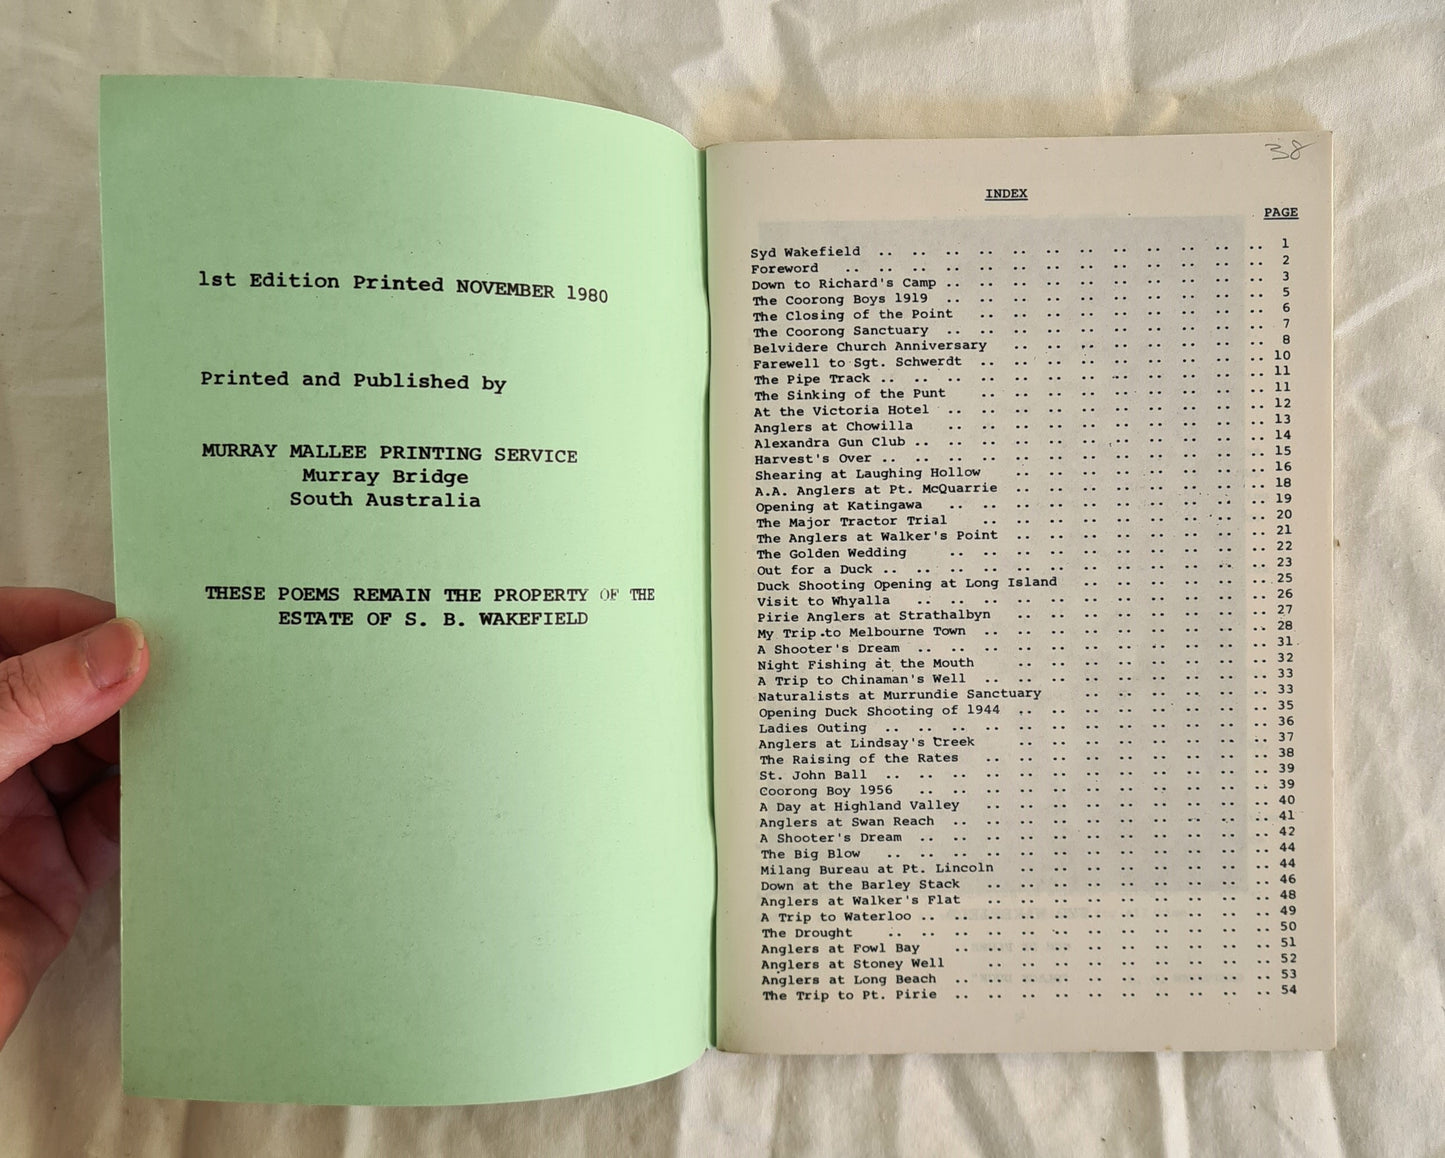 1st Edition Printed NOVEMBER 1980
Printed and Published by
MURRAY MALLEE PRINTING SERVICE
Murray Bridge
South Australia
THESE POEMS REMAIN THE PROPERTY OF THE
ESTATE OF S. B. WAKEFIELD
38
INDEX
PAGE
Syd Wakefield .. .. .. .. .. .. .. .. .. .. .. .. 1
Foreword .. .. .. .. .. .. .. .. .. .. .. .. .. 2
Down to Richard's Camp .. .. .. .. .. .. .. .. .. .. 3
The Coorong Boys 1919 .. .. .. .. .. .. .. .. .. .. 5
The Closing of the Point .. .. .. .. .. .. .. .. .. 6
The Coorong Sanctuary .. .. .. .. .. .. .. .. .. .. 7
Belvidere Church Anniversary .. .. .. .. .. .. .. .. 8
Farewell to Sgt. Schwerdt .. .. .. .. .. .. .. .. .. 10
The Pipe Track .. .. .. .. .. .. .. .. .. .. .. .. 11
The Sinking of the Punt .. .. .. .. .. .. .. .. .. 11
At the Victoria Hotel .. .. .. .. .. .. .. .. .. .. 12
Anglers at Chowilla .. .. .. .. .. .. .. .. .. .. 13
Alexandra Gun Club .. .. .. .. .. .. .. .. .. .. .. 14
Harvest's Over .. .. .. .. .. .. .. .. .. .. .. .. 15
Shearing at Laughing Hollow .. .. .. .. .. .. .. .. 16
A.A. Anglers at Pt. McQuarrie .. .. .. .. .. .. .. .. 18
Opening at Katingawa .. .. .. .. .. .. .. .. .. .. 19
The Major Tractor Trial .. .. .. .. .. .. .. .. .. 20
The Anglers at Walker's Point .. .. .. .. .. .. .. .. 21
The Golden Wedding .. .. .. .. .. .. .. .. .. .. 22
Out for a Duck .. .. .. .. .. .. .. .. .. .. .. .. 23
Duck Shooting Opening at Long Island .. .. .. .. .. .. 25
Visit to Whyalla .. .. .. .. .. .. .. .. .. .. .. 26
Pirie Anglers at Strathalbyn .. .. .. .. .. .. .. .. 27
My Trip to Melbourne Town .. .. .. .. .. .. .. .. .. 28
A Shooter's Dream .. .. .. .. .. .. .. .. .. .. .. 31
Night Fishing at the Mouth .. .. .. .. .. .. .. .. 32
A Trip to Chinaman's Well .. .. .. .. .. .. .. .. .. 33
Naturalists at Murrundie Sanctuary .. .. .. .. .. .. 33
Opening Duck Shooting of 1944 .. .. .. .. .. .. .. .. 35
Ladies Outing .. .. .. .. .. .. .. .. .. .. .. .. 36
Anglers at Lindsay's Creek .. .. .. .. .. .. .. .. 37
The Raising of the Rates .. .. .. .. .. .. .. .. .. 38
St. John Ball .. .. .. .. .. .. .. .. .. .. .. .. 39
Coorong Boy 1956 .. .. .. .. .. .. .. .. .. .. .. 39
A Day at Highland Valley .. .. .. .. .. .. .. .. .. 40
Anglers at Swan Reach .. .. .. .. .. .. .. .. .. .. 41
A Shooter's Dream .. .. .. .. .. .. .. .. .. .. .. 42
The Big Blow .. .. .. .. .. .. .. .. .. .. .. .. 44
Milang Bureau at Pt. Lincoln .. .. .. .. .. .. .. .. 44
Down at the Barley Stack .. .. .. .. .. .. .. .. .. 46
Anglers at Walker's Flat .. .. .. .. .. .. .. .. .. 48
A Trip to Waterloo .. .. .. .. .. .. .. .. .. .. .. 49
The Drought .. .. .. .. .. .. .. .. .. .. .. .. 50
Anglers at Fowl Bay .. .. .. .. .. .. .. .. .. .. 51
Anglers at Stoney Well .. .. .. .. .. .. .. .. .. 52
Anglers at Long Beach .. .. .. .. .. .. .. .. .. .. 53
The Trip to Pt. Pirie .. .. .. .. .. .. .. .. .. .. 54